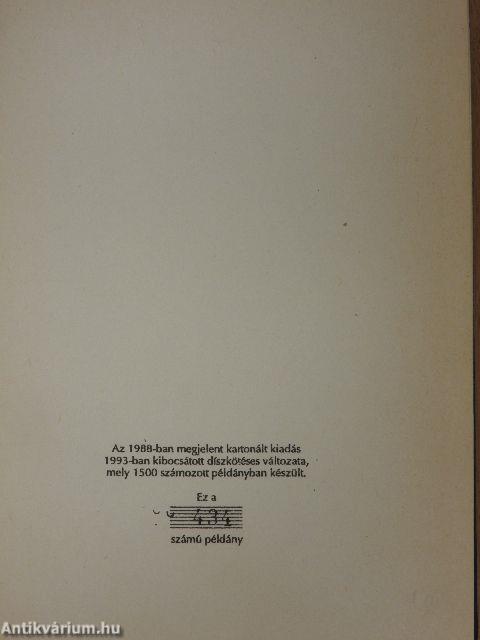 Az 1988-ban megjelent kartonált kiadás
1993-ban kibocsátott díszkötéses változata,
mely 1500 számozott példányban készült.
Ez a
434
számú példány
Antikvárium.hu